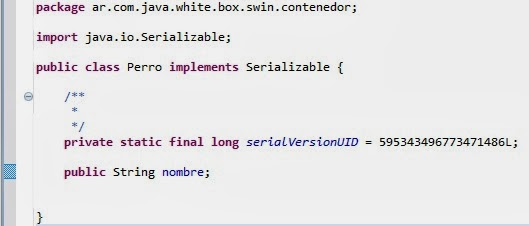 package ar.com.java.white.box.swin.contenedor;
import java.io.Serializable;
public class Perro implements Serializable {
/**
*
*/
private static final long serialVersionUID = 595343496773471486L;
public String nombre;
}